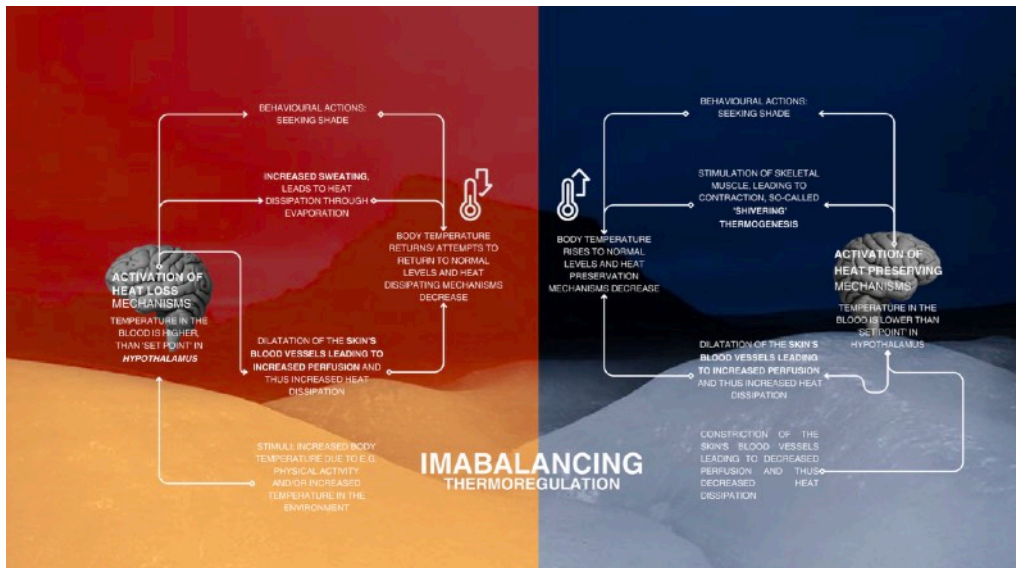 BEHAVIOURAL ACTIONS:
SEEKING SHADE
INCREASED SWEATING,
LEADS TO HEAT
DISSIPATION THROUGH
EVAPORATION
BODY TEMPERATURE
RETURNS/ ATTEMPTS TO
RETURN TO NORMAL
LEVELS AND HEAT
DISSIPATING MECHANISMS
DECREASE
ACTIVATION OF
HEAT LOSS
MECHANISMS
TEMPERATURE IN THE
BLOOD IS HIGHER,
THAN 'SET POINT' IN
HYPOTHALAMUS
DILATATION OF THE SKIN'S
BLOOD VESSELS LEADING TO
INCREASED PERFUSION AND
THUS INCREASED HEAT
DISSIPATION
STIMULI: INCREASED BODY
TEMPERATURE DUE TO E.G.
PHYSICAL ACTIVITY
AND/OR INCREASED
TEMPERATURE IN THE
ENVIRONMENT
IMABALANCING
THERMOREGULATION
BEHAVIOURAL ACTIONS:
SEEKING SHADE
STIMULATION OF SKELETAL
MUSCLE, LEADING TO
CONTRACTION, SO-CALLED
'SHIVERING'
THERMOGENESIS
BODY TEMPERATURE
RISES TO NORMAL
LEVELS AND HEAT
PRESERVATION
MECHANISMS DECREASE
ACTIVATION OF
HEAT PRESERVING
MECHANISMS
TEMPERATURE IN THE
BLOOD IS LOWER THAN
'SET POINT' IN
HYPOTHALAMUS
DILATATION OF THE SKIN'S
BLOOD VESSELS LEADING
TO INCREASED PERFUSION
AND THUS INCREASED HEAT
DISSIPATION
CONSTRICTION OF THE
SKIN'S BLOOD VESSELS
LEADING TO DECREASED
PERFUSION AND THUS
DECREASED HEAT
DISSIPATION